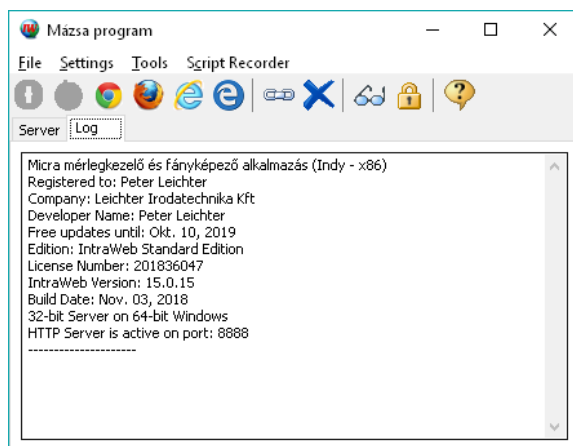 Mázsa program
File Settings Tools Script Recorder
Server Log
Micra mérlegkezelő és fányképező alkalmazás (Indy - x86)
Registered to: Peter Leichter
Company: Leichter Irodatechnika Kft
Developer Name: Peter Leichter
Free updates until: Okt. 10, 2019
Edition: IntraWeb Standard Edition
License Number: 201836047
IntraWeb Version: 15.0.15
Build Date: Nov. 03, 2018
32-bit Server on 64-bit Windows
HTTP Server is active on port: 8888
---------------------